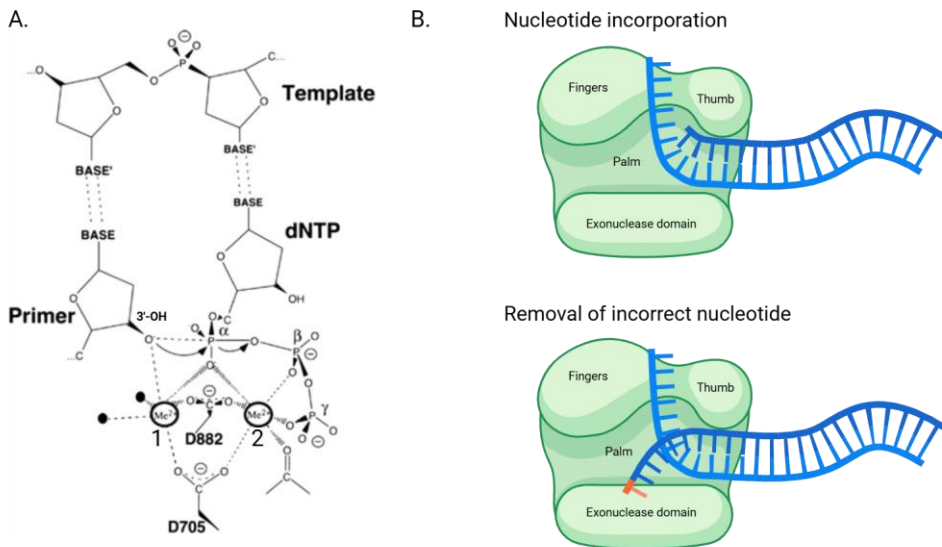 A.
O
O
P
O
⊖
...O
O
O
C...
O
Template
BASE'
BASE'
BASE
BASE
dNTP
O
OH
O
Primer
3'-OH
O
C
O
α
O
P
O
β
...C
O
P
⊖
O
O
O
γ
Me²⁺
O
C
⊖
O
Me²⁺
O
P
O
1
D882
2
⊖
O
O
⊖
O
O
D705
B.
Nucleotide incorporation
Fingers
Thumb
Palm
Exonuclease domain
Removal of incorrect nucleotide
Fingers
Thumb
Palm
Exonuclease domain